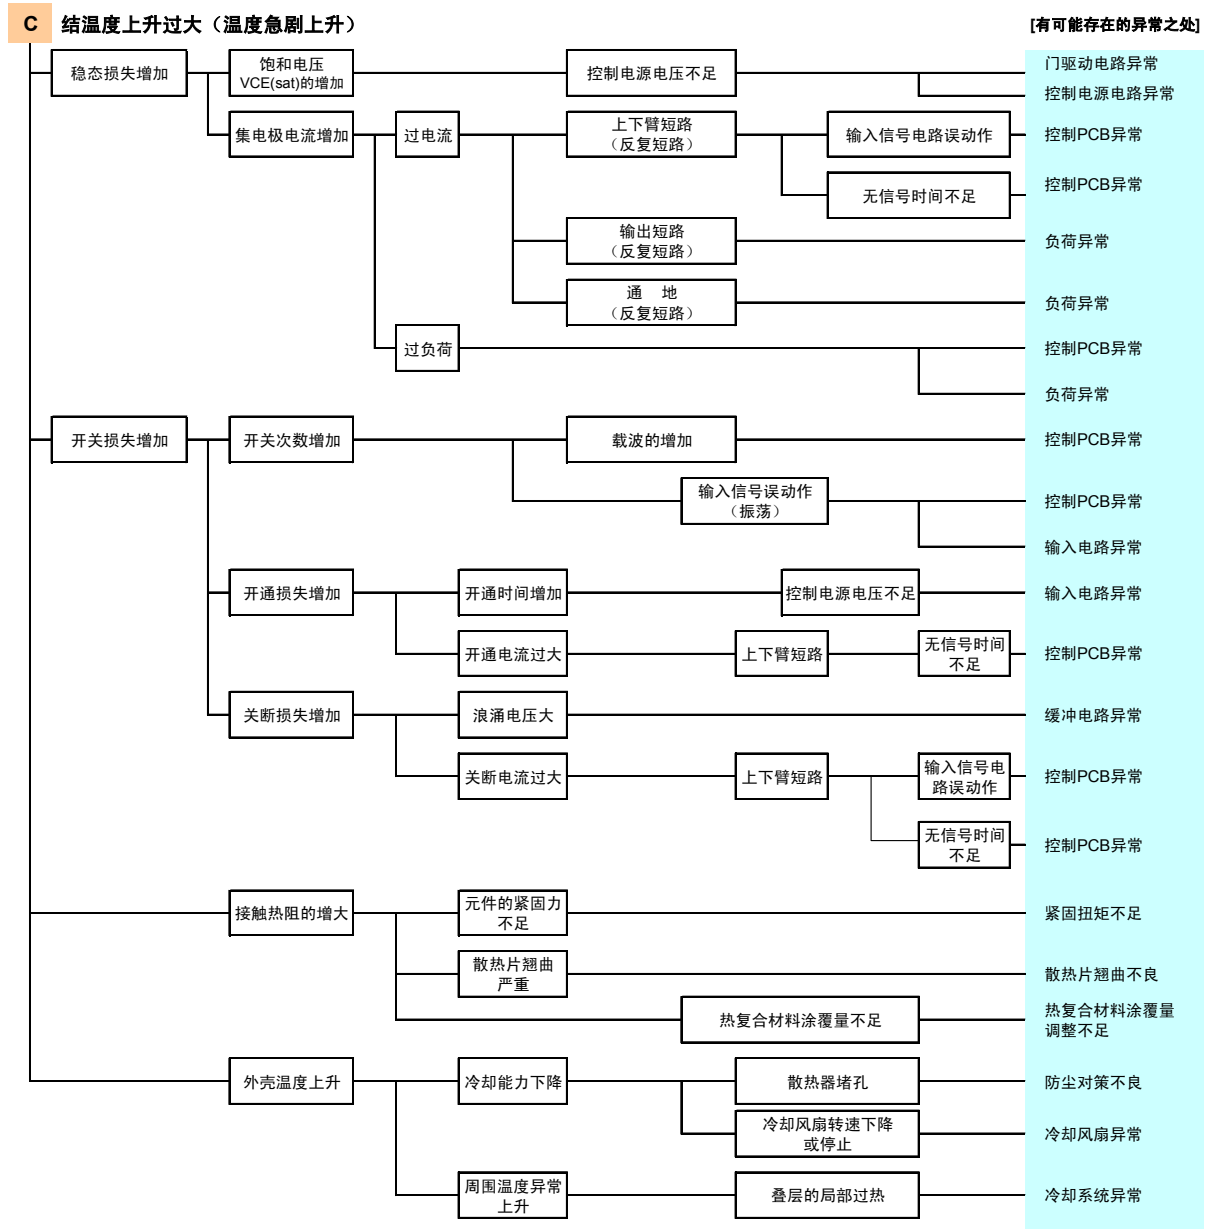 C 结温度上升过大（温度急剧上升）
[有可能存在的异常之处]
稳态损失增加
饱和电压
VCE(sat)的增加
控制电源电压不足
门驱动电路异常
控制电源电路异常
集电极电流增加
过电流
上下臂短路
（反复短路）
输入信号电路误动作
控制PCB异常
无信号时间不足
控制PCB异常
输出短路
（反复短路）
负荷异常
通 地
（反复短路）
负荷异常
过负荷
控制PCB异常
负荷异常
开关损失增加
开关次数增加
载波的增加
控制PCB异常
输入信号误动作
（振荡）
控制PCB异常
输入电路异常
开通损失增加
开通时间增加
控制电源电压不足
输入电路异常
开通电流过大
上下臂短路
无信号时间
不足
控制PCB异常
关断损失增加
浪涌电压大
缓冲电路异常
关断电流过大
上下臂短路
输入信号电
路误动作
控制PCB异常
无信号时间
不足
控制PCB异常
接触热阻的增大
元件的紧固力
不足
紧固扭矩不足
散热片翘曲
严重
散热片翘曲不良
热复合材料涂覆量不足
热复合材料涂覆量
调整不足
外壳温度上升
冷却能力下降
散热器堵孔
防尘对策不良
冷却风扇转速下降
或停止
冷却风扇异常
周围温度异常
上升
叠层的局部过热
冷却系统异常